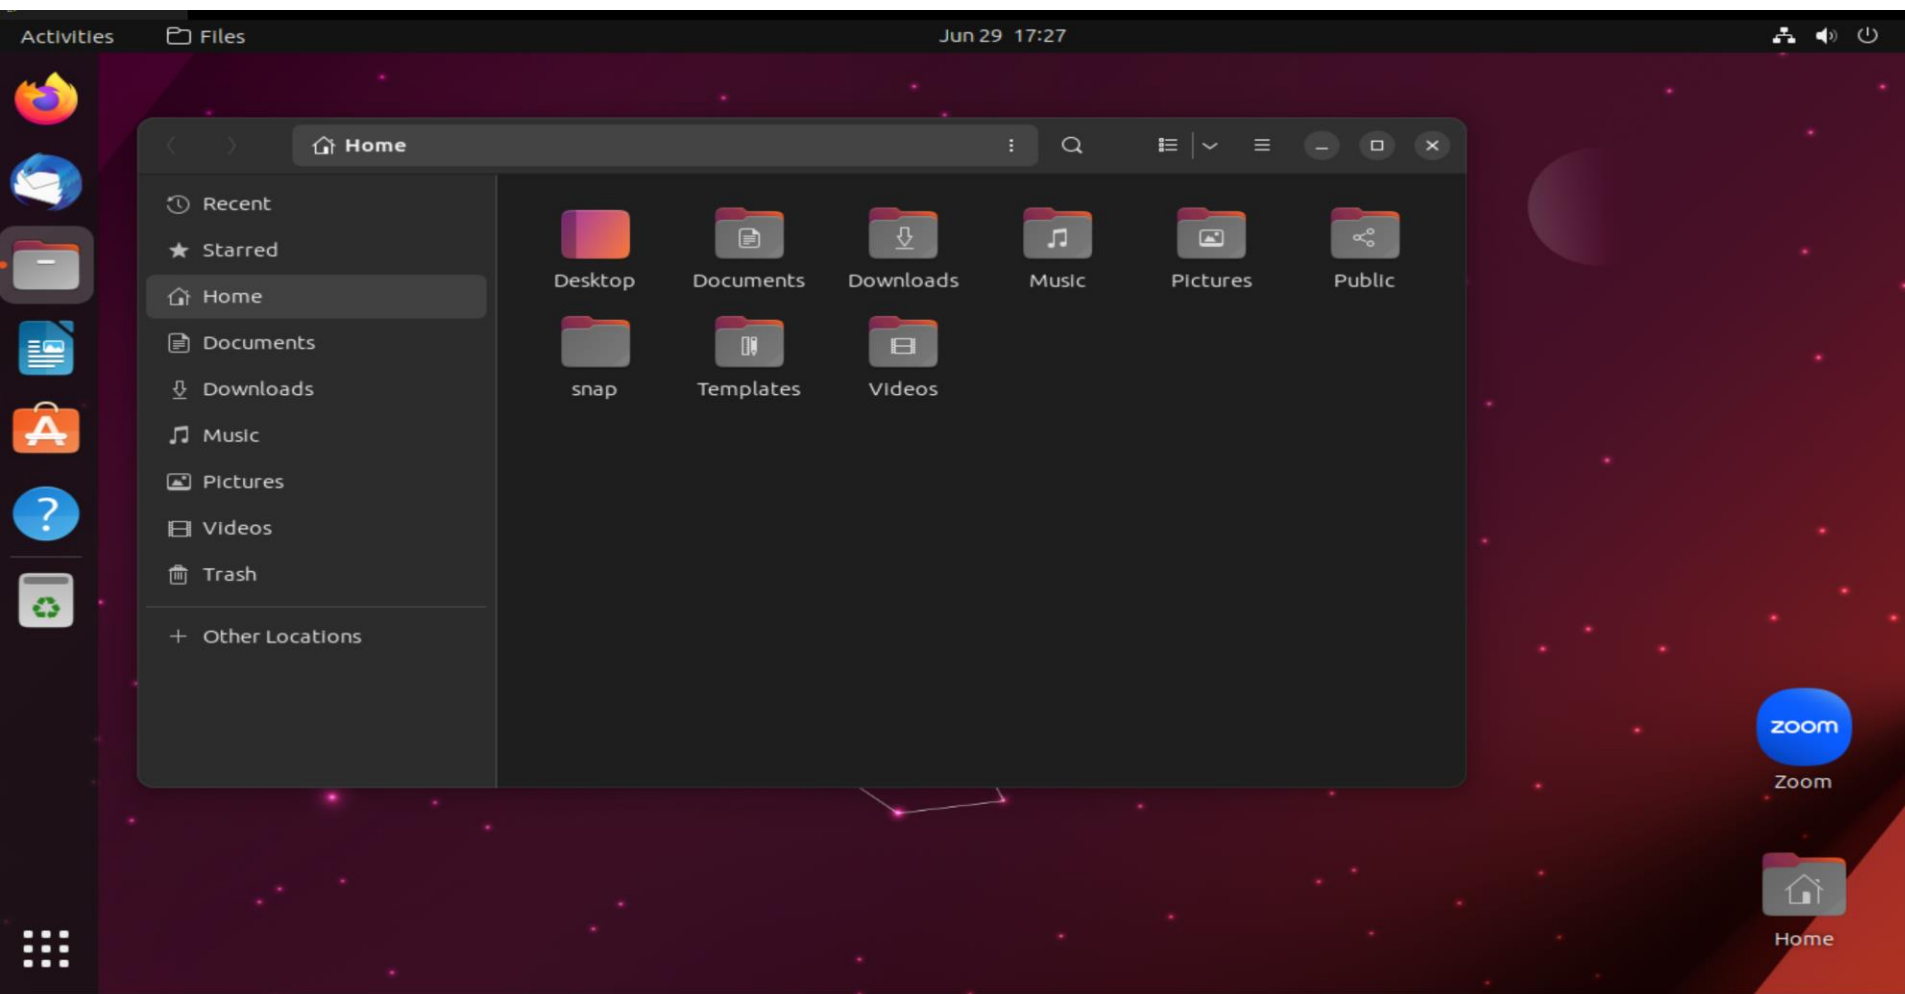 Activities Files Jun 29 17:27
Home
Recent
Starred
Home
Documents
Downloads
Music
Pictures
Videos
Trash
Other Locations
Desktop Documents Downloads Music Pictures Public
snap Templates Videos
zoom
Zoom
Home